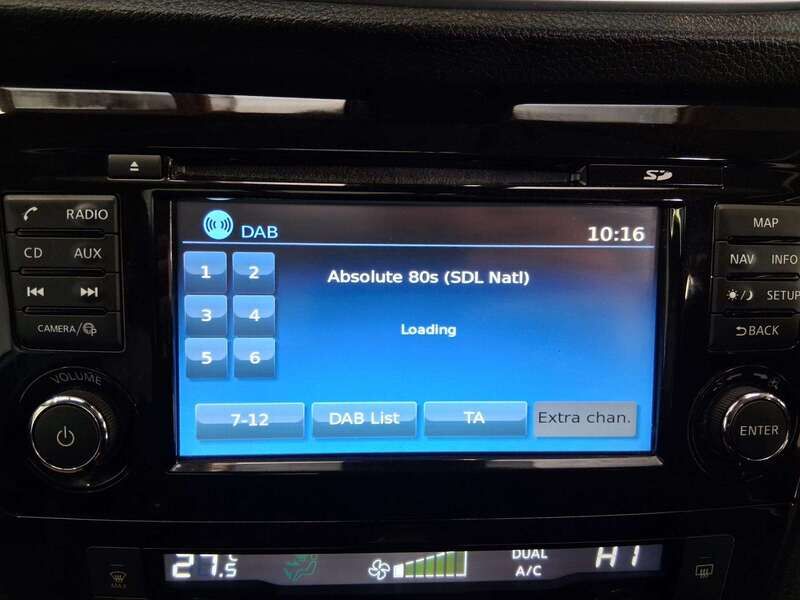 SD
RADIO
CD AUX
CAMERA/
VOLUME
DAB 10:16
1 2
3 4
5 6
Absolute 80s (SDL Natl)
Loading
7-12 DAB List TA Extra chan.
MAP
NAV INFO
SETUP
BACK
ENTER
MAX
27.5°C
DUAL
A/C
HI